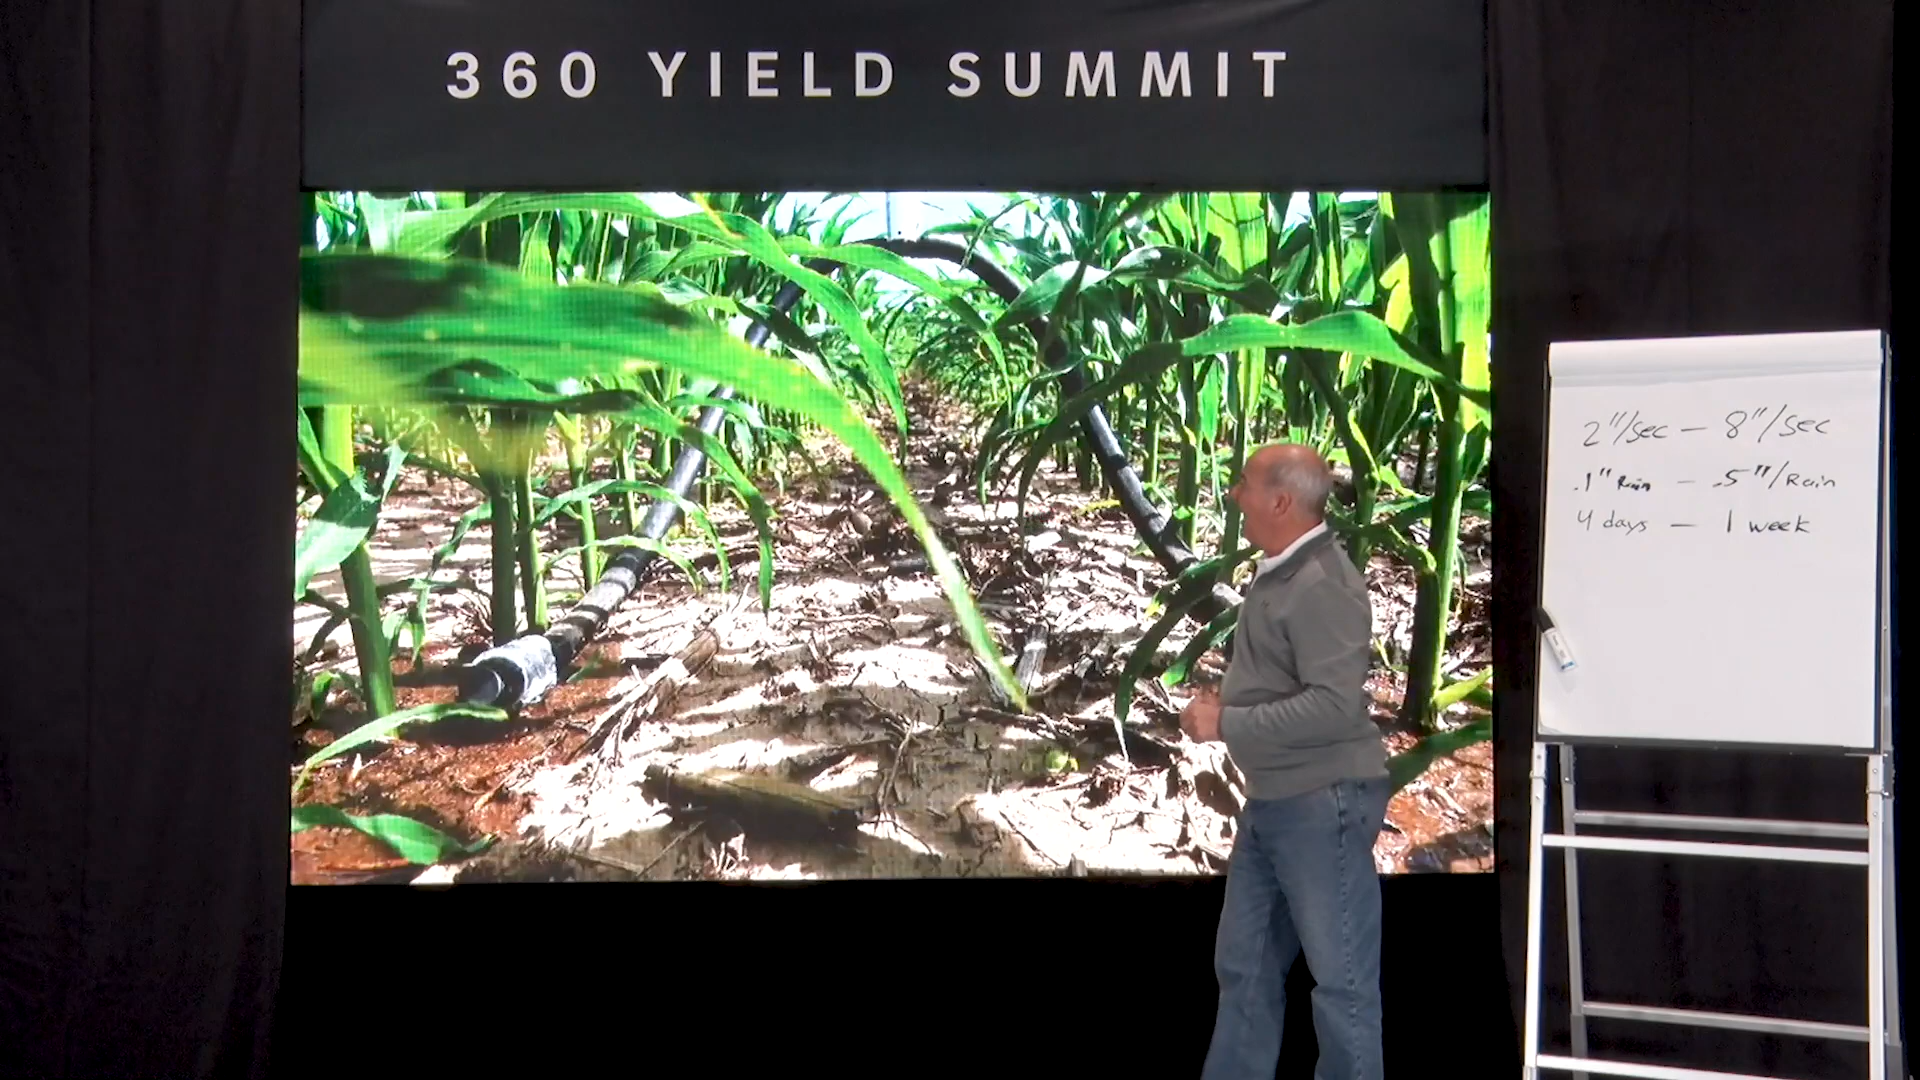 360 YIELD SUMMIT
2"/sec – 8"/sec
.1" Rain – .5"/Rain
4 days – 1 week